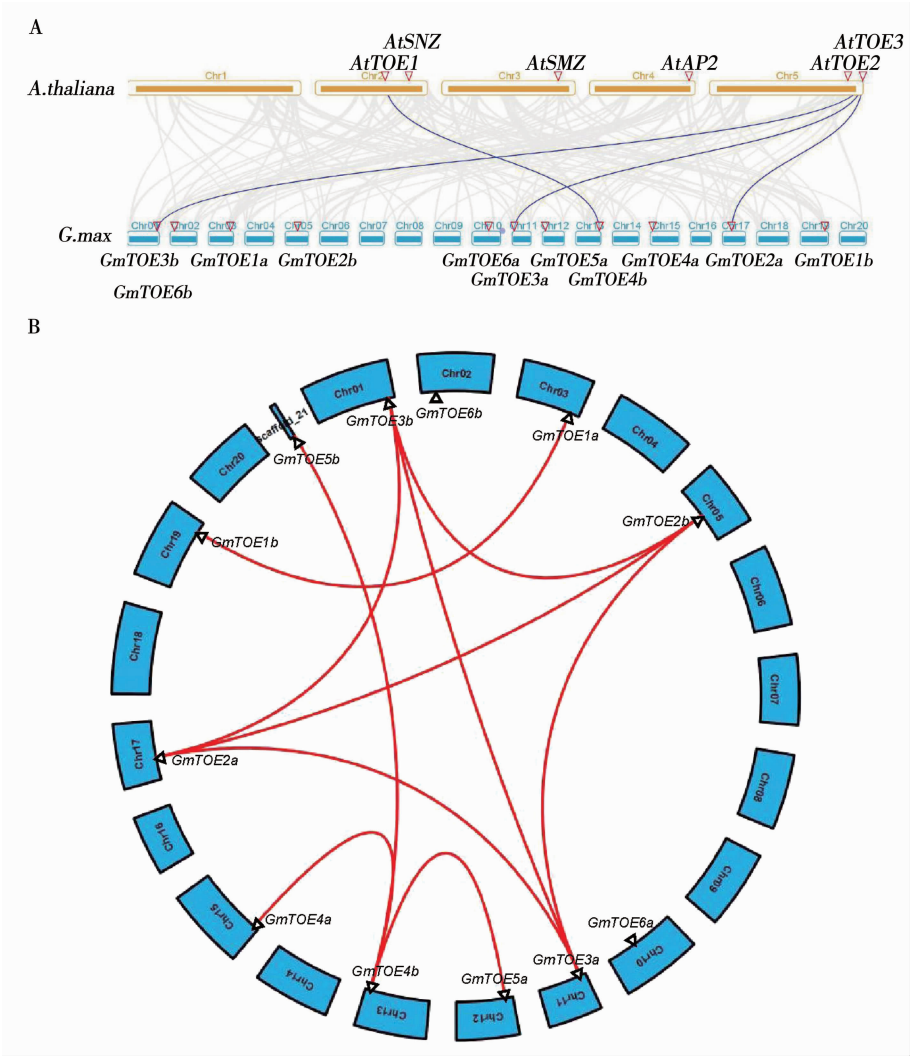 A
AtSNZ
AtTOE3
AtTOE1
AtSMZ
AtAP2
AtTOE2
Chr1
Chr2
Chr3
Chr4
Chr5
A.thaliana
G.max
Chr02
Chr04
Chr06
Chr07
Chr08
Chr09
Chr11
Chr12
Chr14
Chr15
Chr16
Chr17
Chr18
Chr20
GmTOE3b
GmTOE1a
GmTOE2b
GmTOE6a
GmTOE5a
GmTOE4a
GmTOE2a
GmTOE1b
GmTOE3a
GmTOE4b
GmTOE6b
B
Chr01
Chr02
Chr03
Chr04
Chr05
Chr06
Chr07
Chr08
Chr09
Chr10
Chr11
Chr12
Chr13
Chr14
Chr15
Chr16
Chr17
Chr18
Chr19
Chr20
Scaffold_21
GmTOE3b
GmTOE6b
GmTOE1a
GmTOE2b
GmTOE6a
GmTOE3a
GmTOE5a
GmTOE4b
GmTOE4a
GmTOE2a
GmTOE1b
GmTOE5b